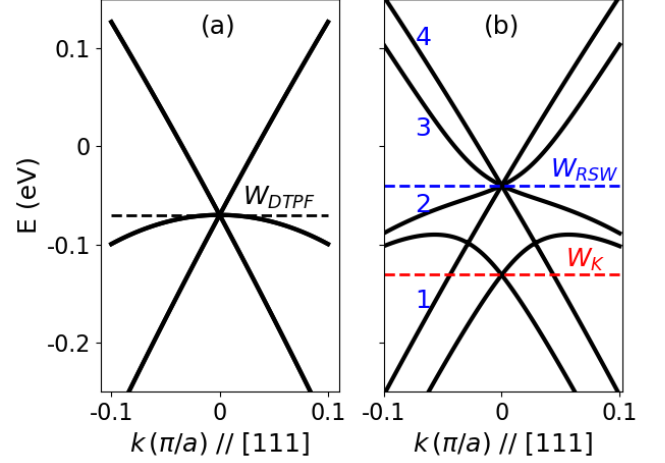 (a)
(b)
E (eV)
0.1
0
-0.1
-0.2
W_DTPF
4
3
2
1
W_RSW
W_K
-0.1
0
0.1
-0.1
0
0.1
k (π/a) // [111]
k (π/a) // [111]